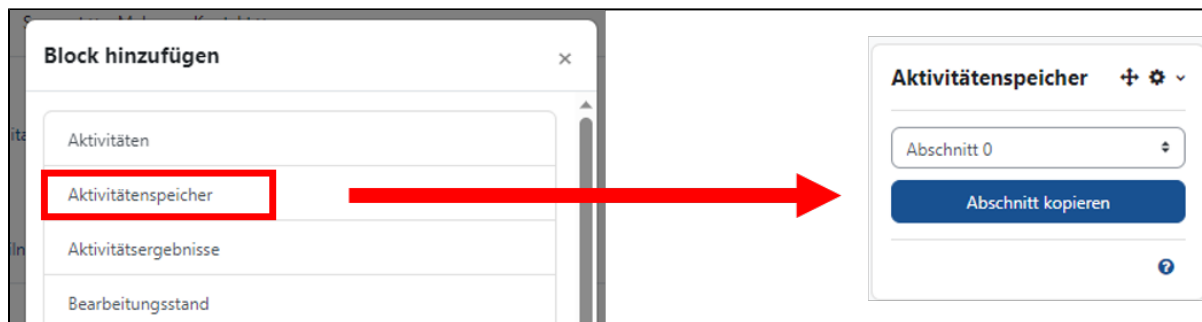 Block hinzufügen
×
Aktivitäten
Aktivitätenspeicher
Aktivitätsergebnisse
Bearbeitungsstand
Aktivitätenspeicher
Abschnitt 0
Abschnitt kopieren
?